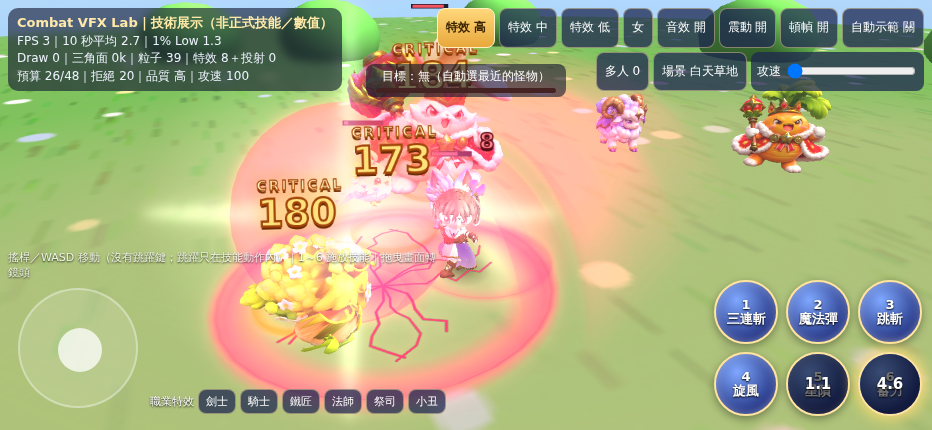 Combat VFX Lab | 技術展示（非正式技能／數值）
FPS 3｜10 秒平均 2.7｜1% Low 1.3
Draw 0｜三角面 0k｜粒子 39｜特效 8＋投射 0
預算 26/48｜拒絕 20｜品質 高｜攻速 100
特效 高
特效 中
特效 低
女
音效 開
震動 開
頓幀 開
自動示範 關
多人 0
場景 白天草地
攻速
目標：無（自動選最近的怪物）
CRITICAL
184
CRITICAL
173
8
CRITICAL
180
搖桿／WASD 移動（沒有跳躍鍵；跳躍只在技能動作內）｜1–6 施放技能｜拖曳畫面轉
鏡頭
1
三連斬
2
魔法彈
3
跳斬
4
旋風
1.1
4.6
職業特效
劍士
騎士
鐵匠
法師
祭司
小丑